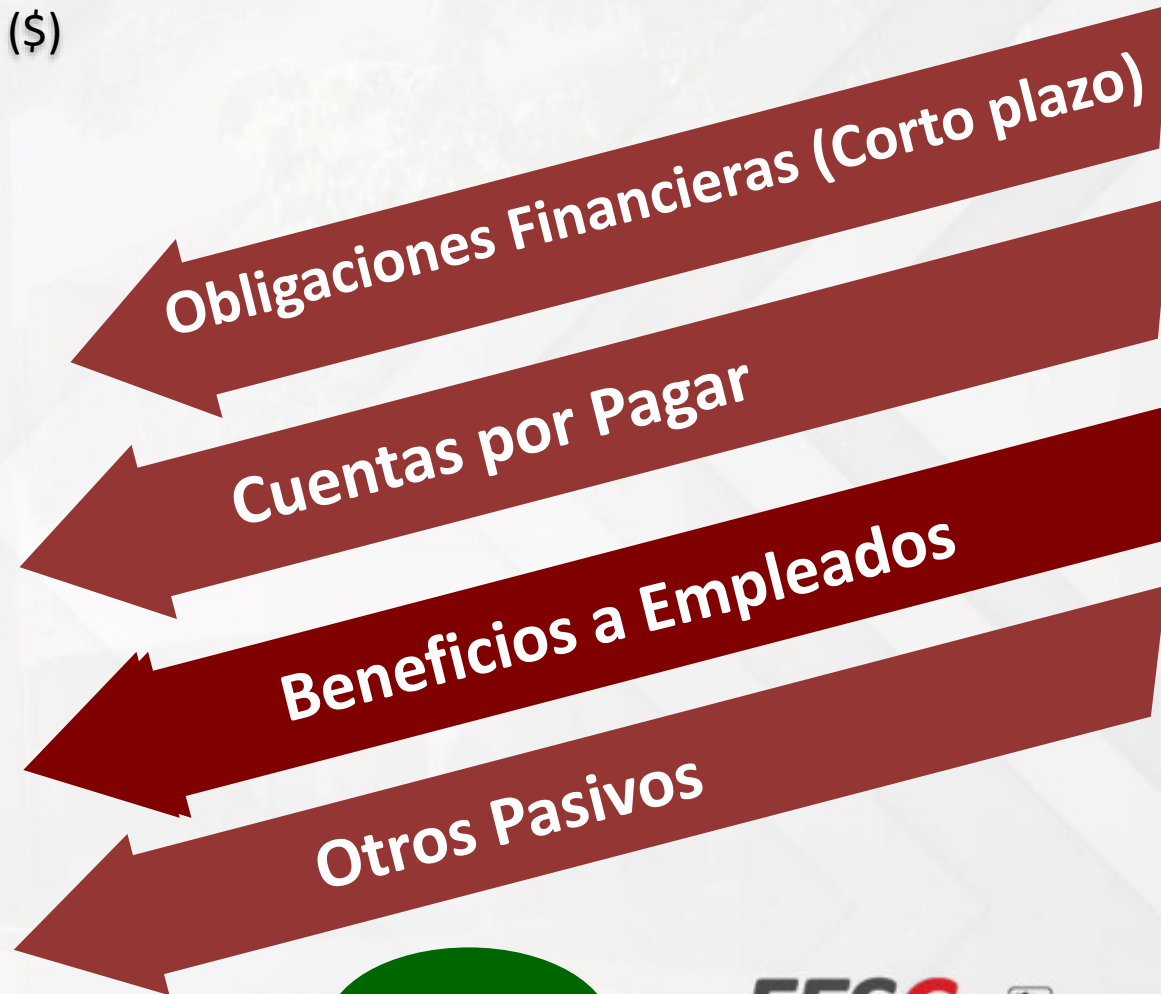 ($)
Obligaciones Financieras (Corto plazo)
Cuentas por Pagar
Beneficios a Empleados
Otros Pasivos